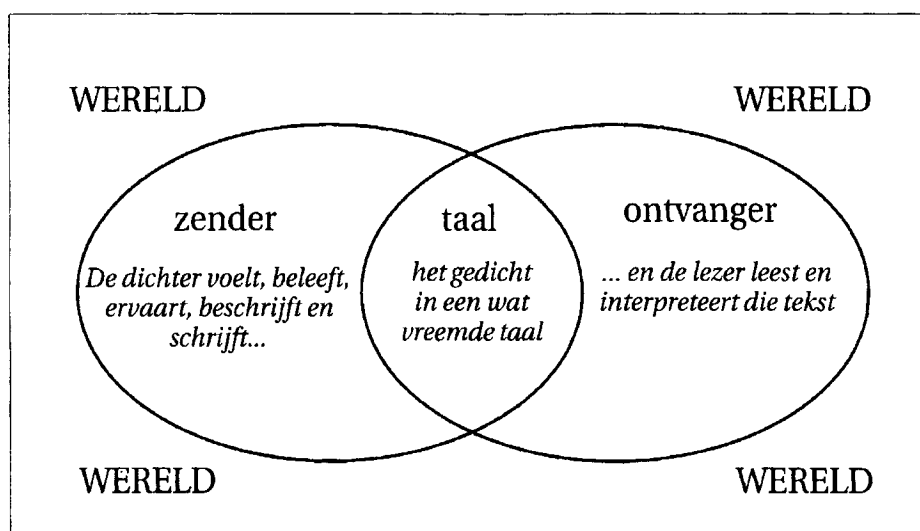 WERELD
WERELD
zender
De dichter voelt, beleeft,
ervaart, beschrijft en
schrijft...
taal
het gedicht
in een wat
vreemde taal
ontvanger
... en de lezer leest en
interpreteert die tekst
WERELD
WERELD